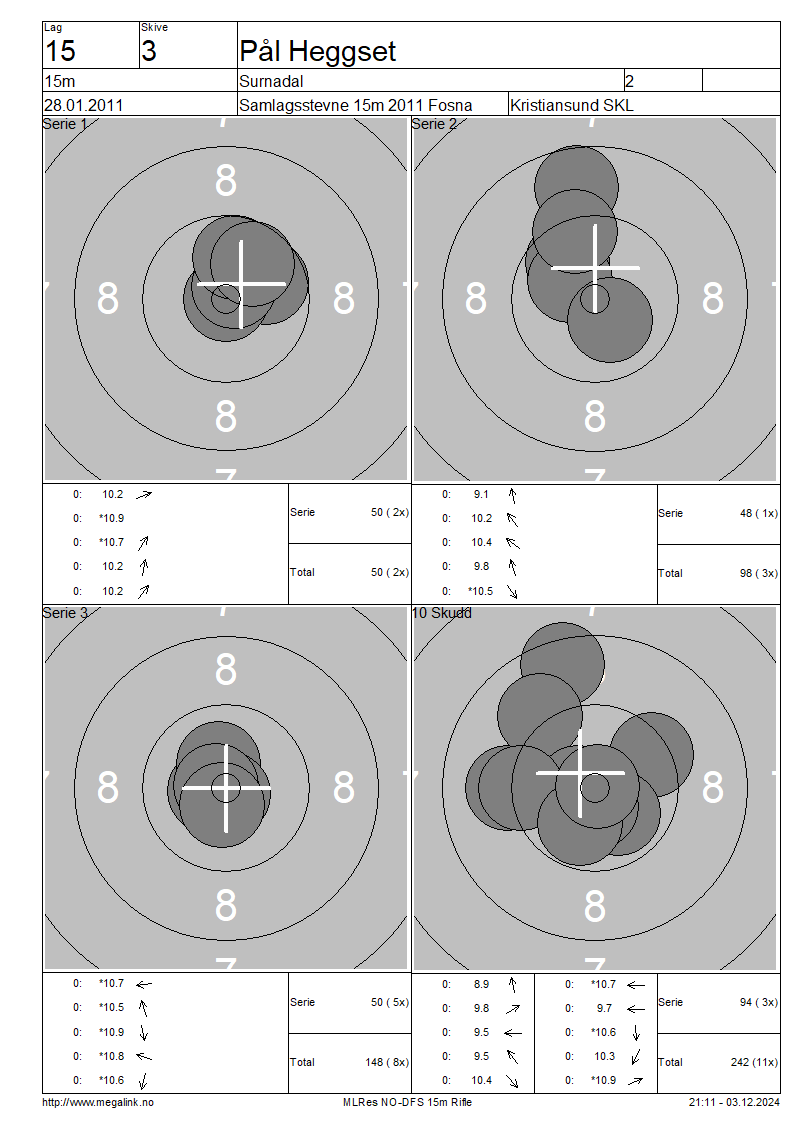 Lag
Skive
15
3
Pål Heggset
15m
Surnadal
2
28.01.2011
Samlagsstevne 15m 2011 Fosna
Kristiansund SKL
Serie 1
7
8
7
8
8
8
7
Serie 2
7
8
8
8
7
8
7
0: 10.2
0: *10.9
0: *10.7
0: 10.2
0: 10.2
Serie 50 ( 2x)
Total 50 ( 2x)
0: 9.1
0: 10.2
0: 10.4
0: 9.8
0: *10.5
Serie 48 ( 1x)
Total 98 ( 3x)
Serie 3
7
8
7
8
8
8
7
10 Skudd
7
7
8
7
8
7
0: *10.7
0: *10.5
0: *10.9
0: *10.8
0: *10.6
Serie 50 ( 5x)
Total 148 ( 8x)
0: 8.9
0: 9.8
0: 9.5
0: 9.5
0: 10.4
0: *10.7
0: 9.7
0: *10.6
0: 10.3
0: *10.9
Serie 94 ( 3x)
Total 242 (11x)
http://www.megalink.no
MLRes NO-DFS 15m Rifle
21:11 - 03.12.2024